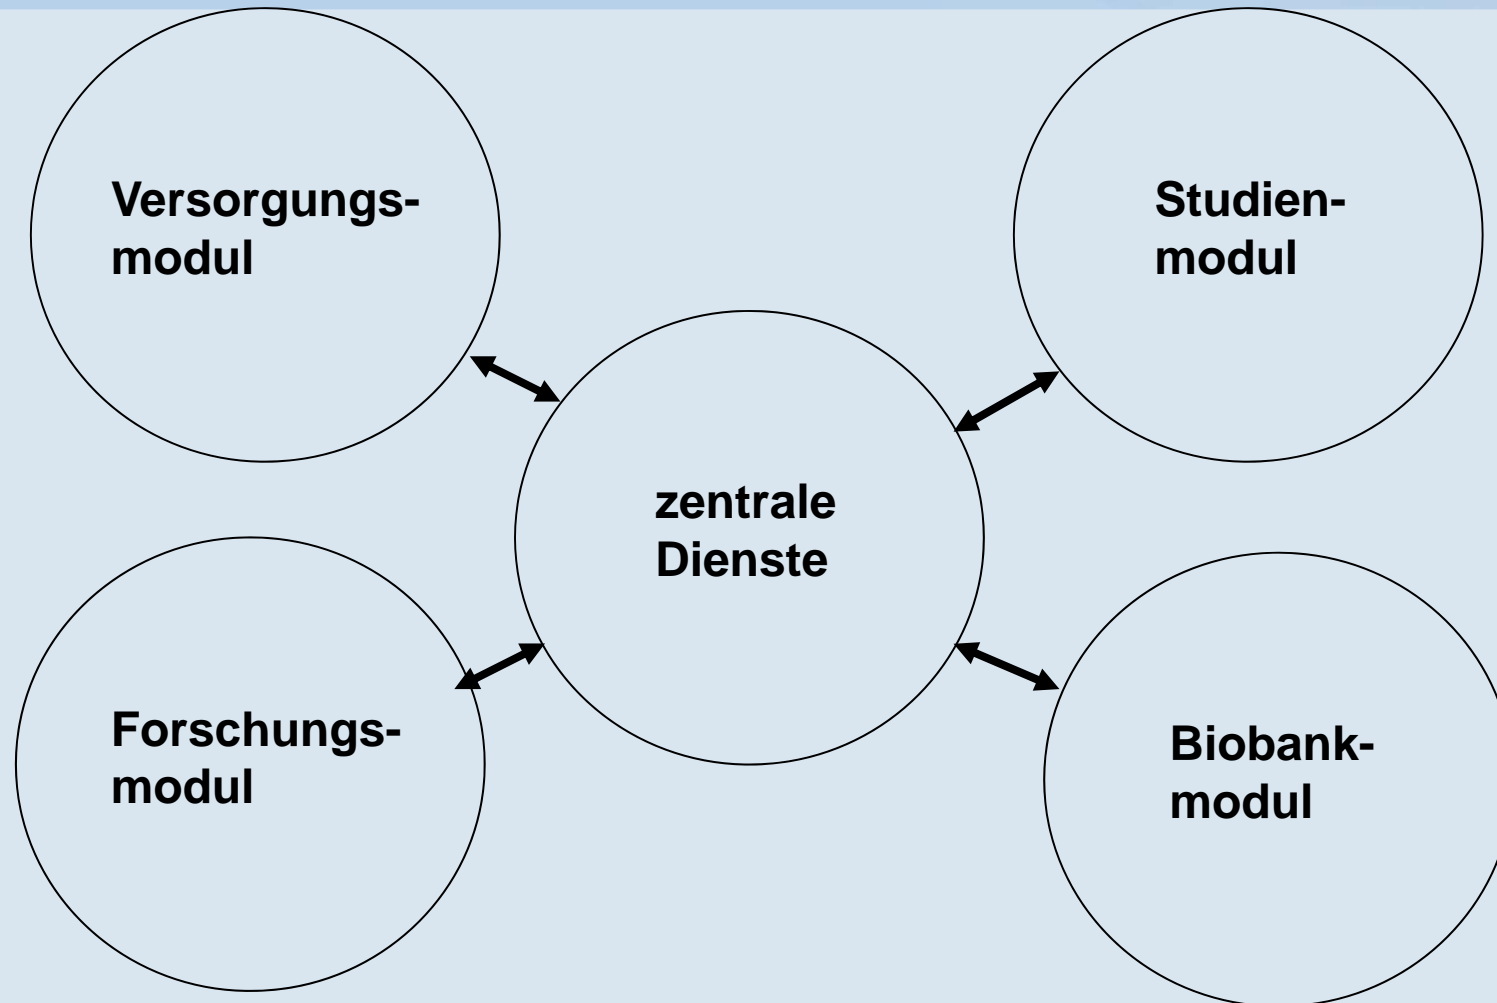 Versorgungs-
modul
Studien-
modul
zentrale
Dienste
Forschungs-
modul
Biobank-
modul